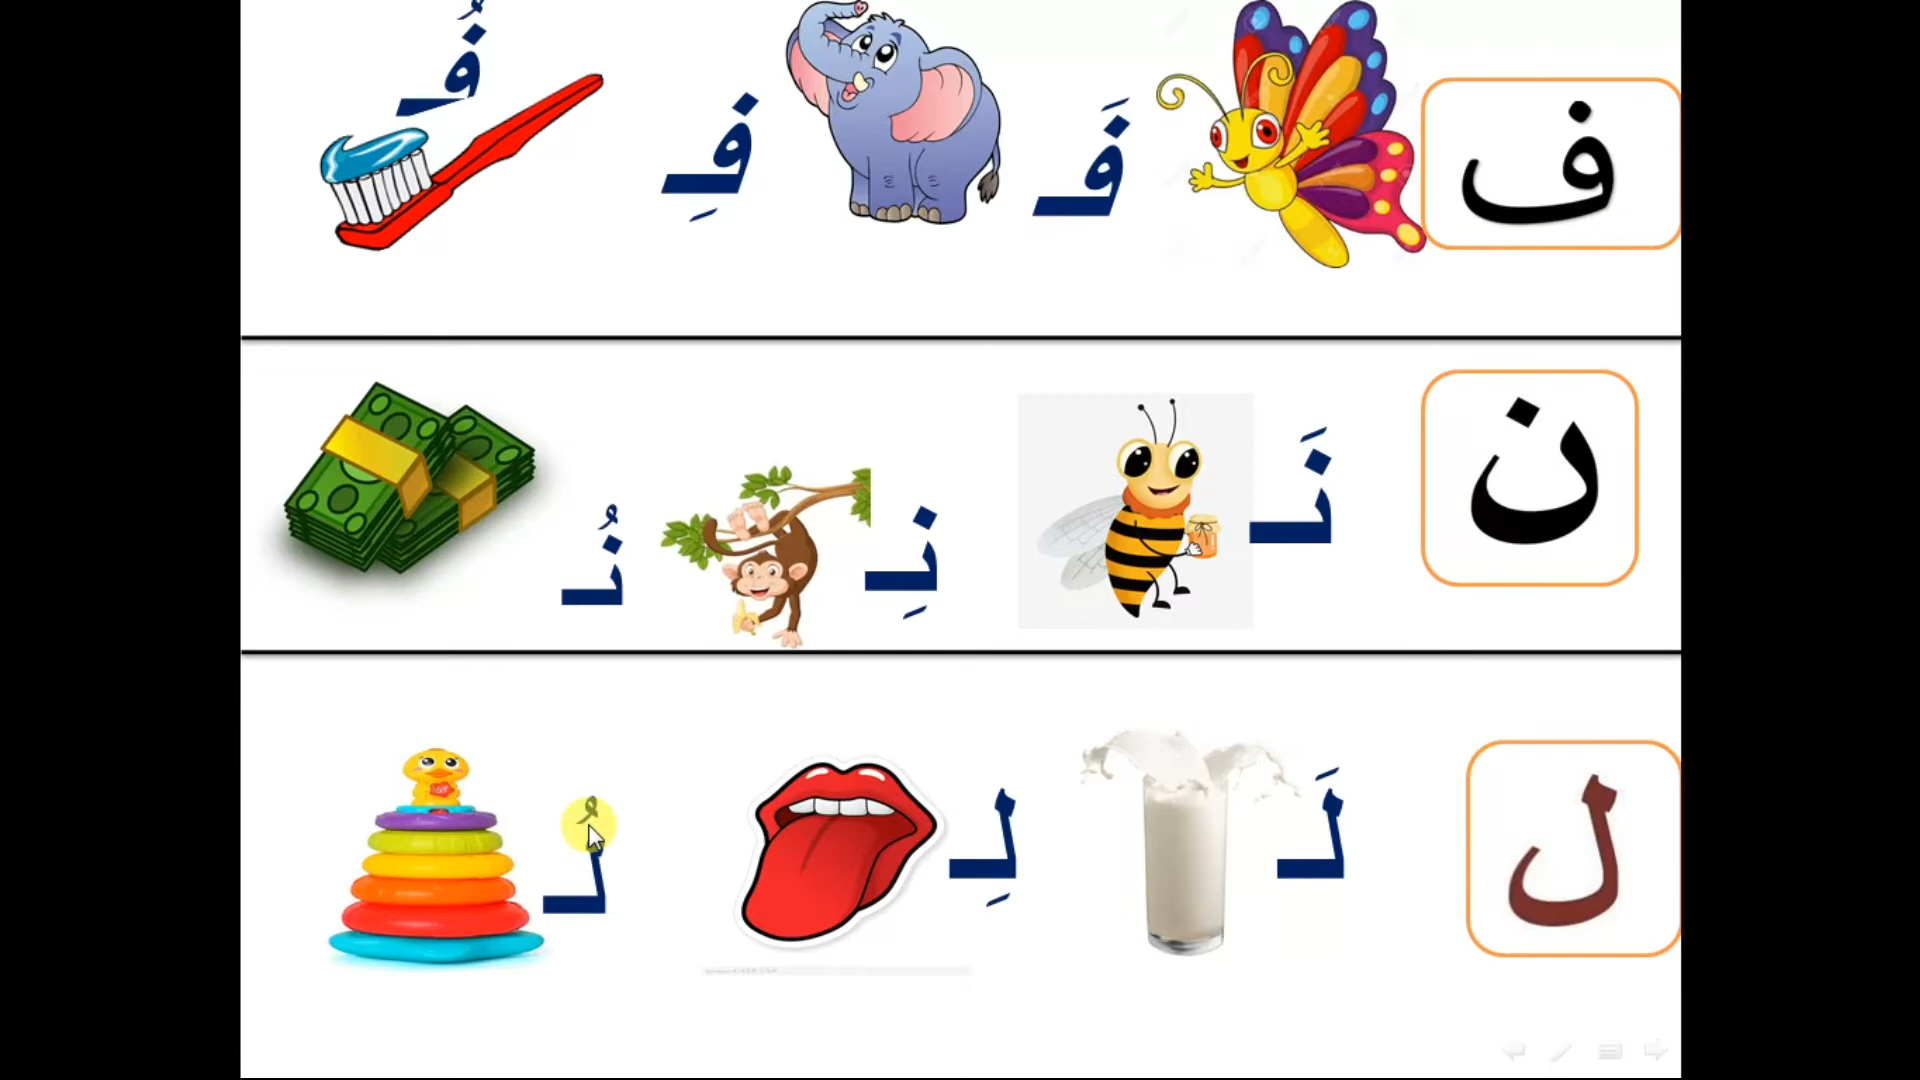 ف فَـ فِـ فُـ
ن نَـ نِـ نُـ
ل لَـ لِـ لُـ